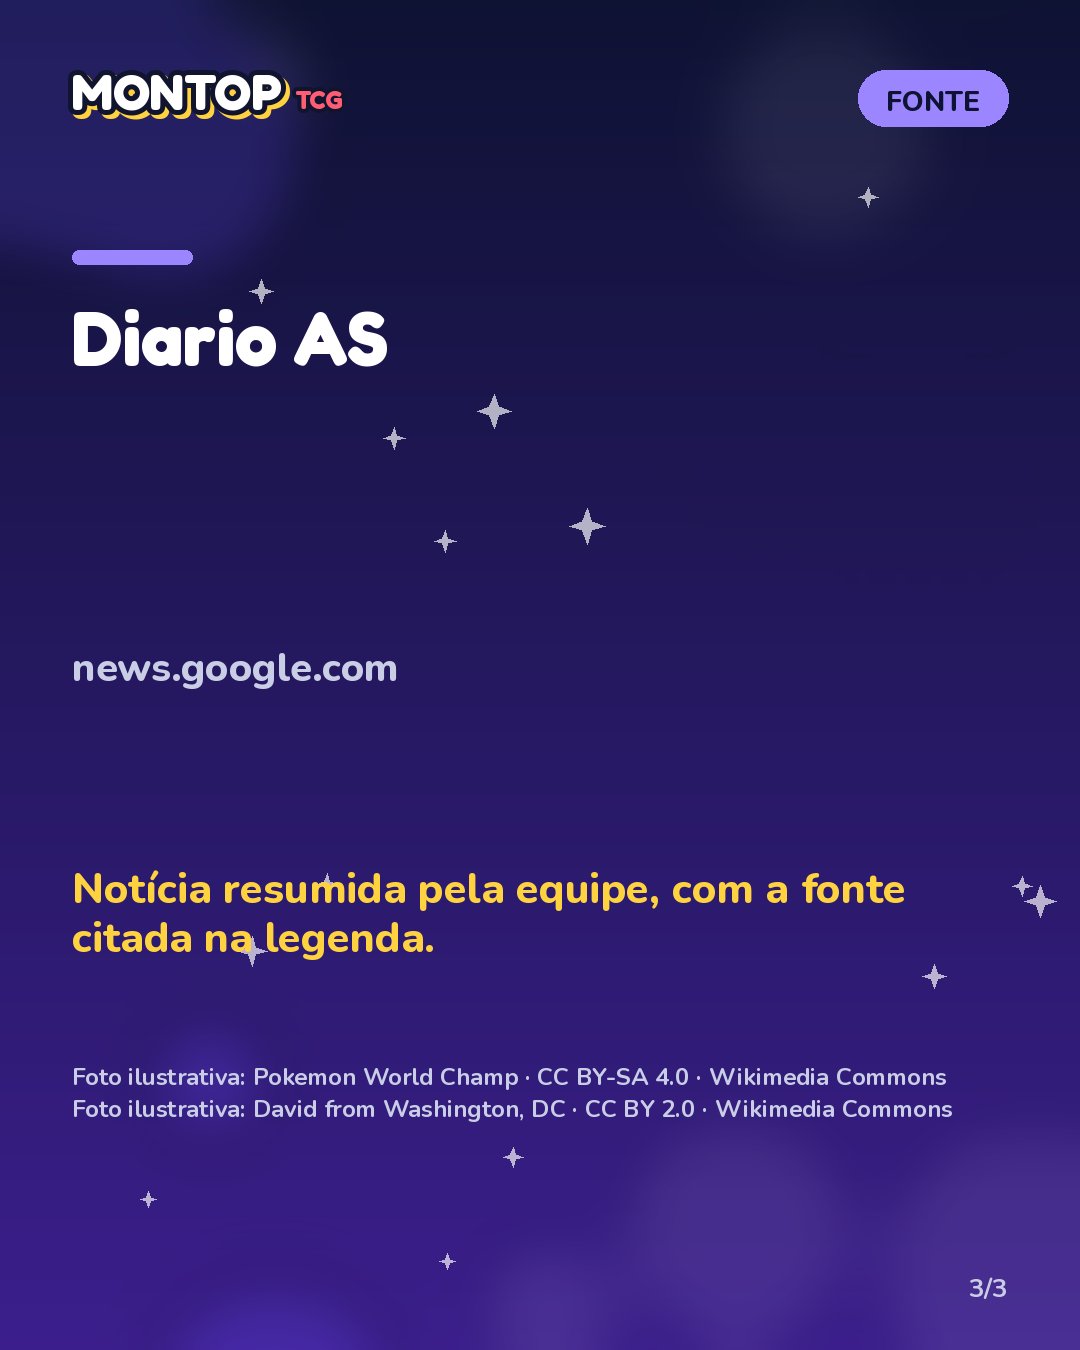 MONTOP TCG
FONTE
Diario AS
news.google.com
Notícia resumida pela equipe, com a fonte
citada na legenda.
Foto ilustrativa: Pokemon World Champ · CC BY-SA 4.0 · Wikimedia Commons
Foto ilustrativa: David from Washington, DC · CC BY 2.0 · Wikimedia Commons
3/3